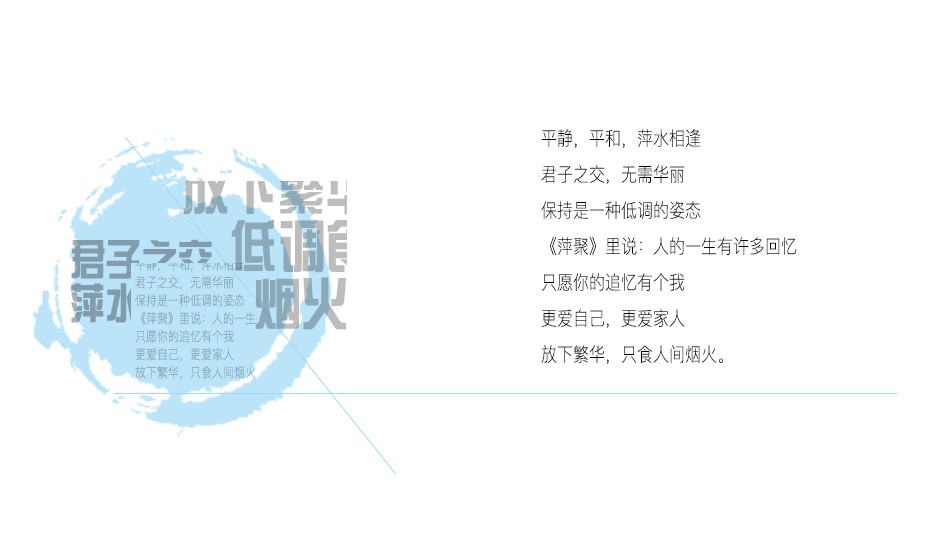 放下繁华
君子之交
低调
萍水
烟火
平静，平和，萍水相逢
君子之交，无需华丽
保持是一种低调的姿态
《萍聚》里说：人的一生
只愿你的追忆有个我
更爱自己，更爱家人
放下繁华，只食人间烟火
平静，平和，萍水相逢
君子之交，无需华丽
保持是一种低调的姿态
《萍聚》里说：人的一生有许多回忆
只愿你的追忆有个我
更爱自己，更爱家人
放下繁华，只食人间烟火。